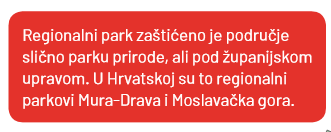 Regionalni park zaštićeno je područje
slično parku prirode, ali pod županijskom
upravom. U Hrvatskoj su to regionalni
parkovi Mura-Drava i Moslavačka gora.